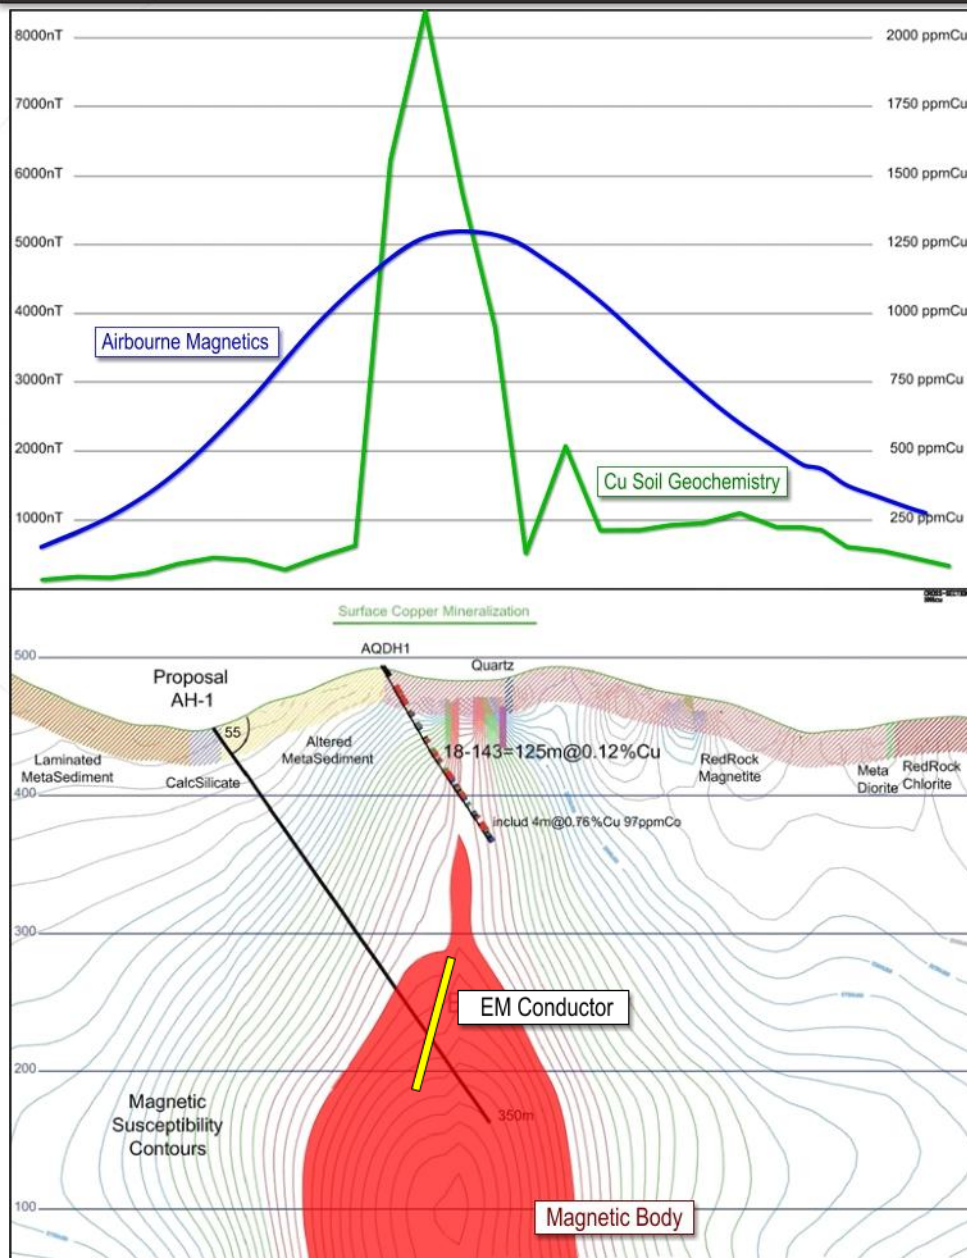 8000nT
2000 ppmCu
7000nT
1750 ppmCu
6000nT
1500 ppmCu
5000nT
1250 ppmCu
4000nT
1000 ppmCu
Airbourne Magnetics
3000nT
750 ppmCu
2000nT
500 ppmCu
Cu Soil Geochemistry
1000nT
250 ppmCu
Surface Copper Mineralization
AQDH1
500
Quartz
Proposal
AH-1
55
Altered
MetaSediment
18-143=125m@0.12%Cu
Laminated
MetaSediment
CalcSilicate
RedRock
Magnetite
Meta
Diorite
RedRock
Chlorite
400
includ 4m@0.76%Cu 97ppmCo
300
EM Conductor
200
Magnetic
Susceptibility
Contours
350m
100
Magnetic Body